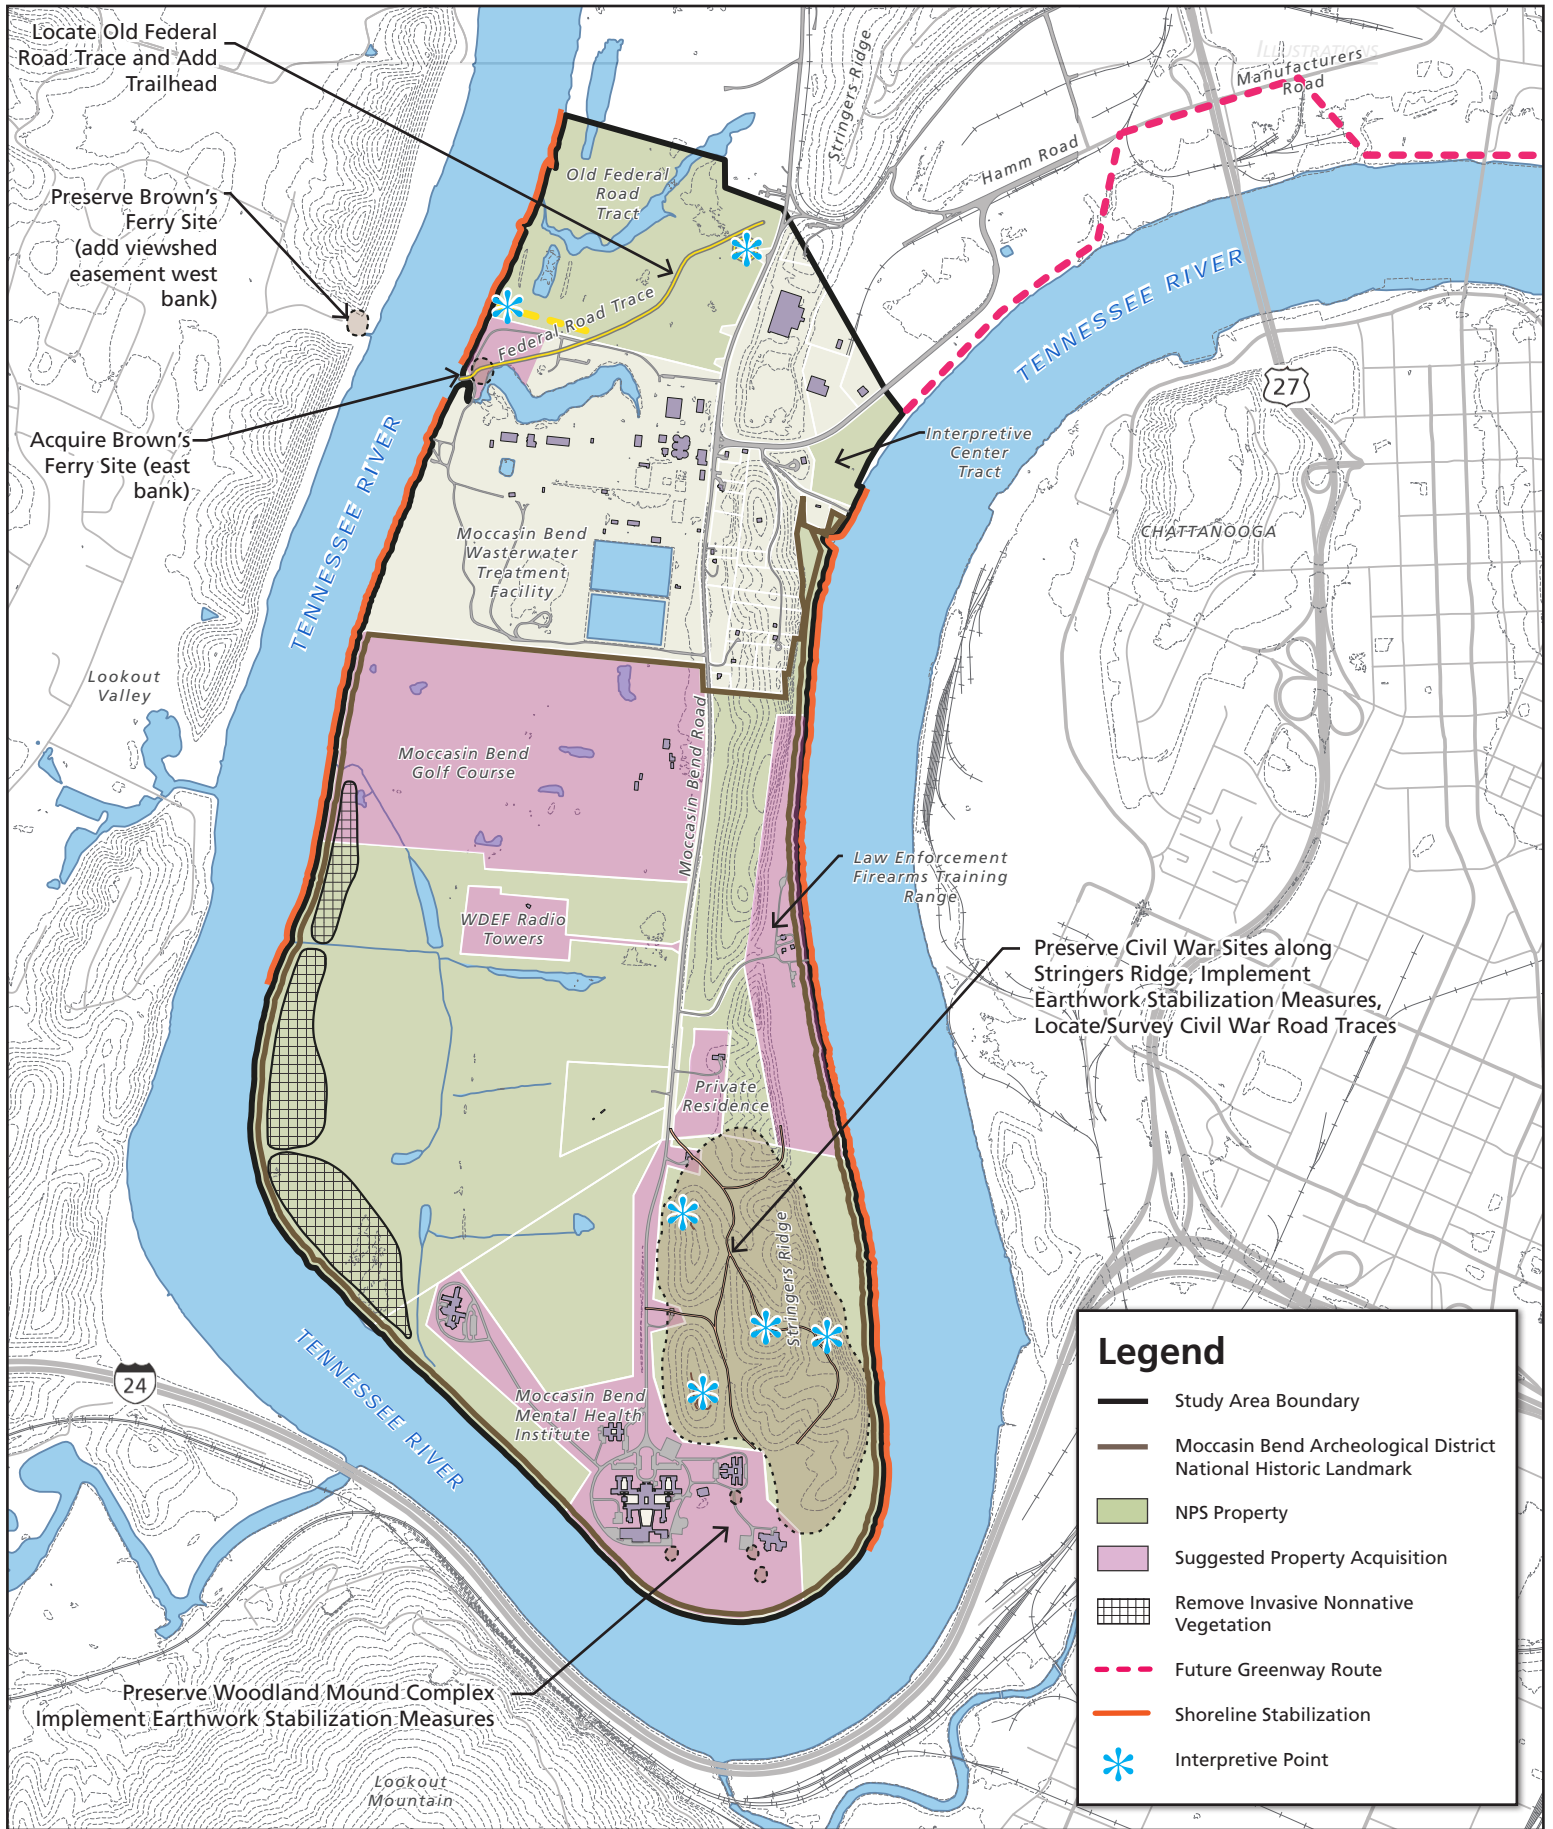 ILLUSTRATIONS
Locate Old Federal
Road Trace and Add
Trailhead
Stringers Ridge
Manufacturers
Road
Hamm Road
Old Federal
Road
Tract
Preserve Brown's
Ferry Site
(add viewshed
easement west
bank)
Federal Road Trace
TENNESSEE RIVER
27
Acquire Brown's
Ferry Site (east
bank)
TENNESSEE RIVER
Interpretive
Center
Tract
CHATTANOOGA
Moccasin Bend
Wasterwater
Treatment
Facility
Lookout
Valley
Moccasin Bend
Golf Course
Moccasin Bend Road
Law Enforcement
Firearms Training
Range
WDEF Radio
Towers
Preserve Civil War Sites along
Stringers Ridge, Implement
Earthwork Stabilization Measures,
Locate/Survey Civil War Road Traces
Private
Residence
Stringers Ridge
24
TENNESSEE RIVER
Moccasin Bend
Mental Health
Institute
Preserve Woodland Mound Complex
Implement Earthwork Stabilization Measures
Lookout
Mountain
Legend
Study Area Boundary
Moccasin Bend Archeological District
National Historic Landmark
NPS Property
Suggested Property Acquisition
Remove Invasive Nonnative
Vegetation
Future Greenway Route
Shoreline Stabilization
Interpretive Point